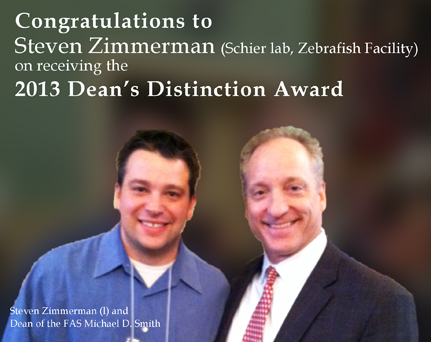 Congratulations to
Steven Zimmerman (Schier lab, Zebrafish Facility)
on receiving the
2013 Dean's Distinction Award
Steven Zimmerman (l) and
Dean of the FAS Michael D. Smith